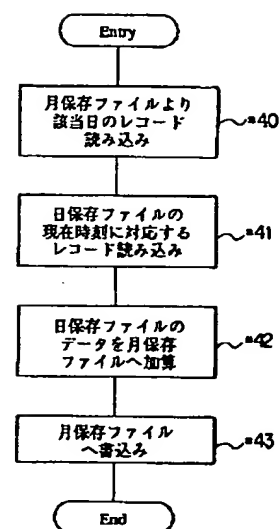 Entry
月保存ファイルより
該当日のレコード
読み込み
*40
日保存ファイルの
現在時刻に対応する
レコード読み込み
*41
日保存ファイルの
データを月保存
ファイルへ加算
*42
月保存ファイル
へ書込み
*43
End